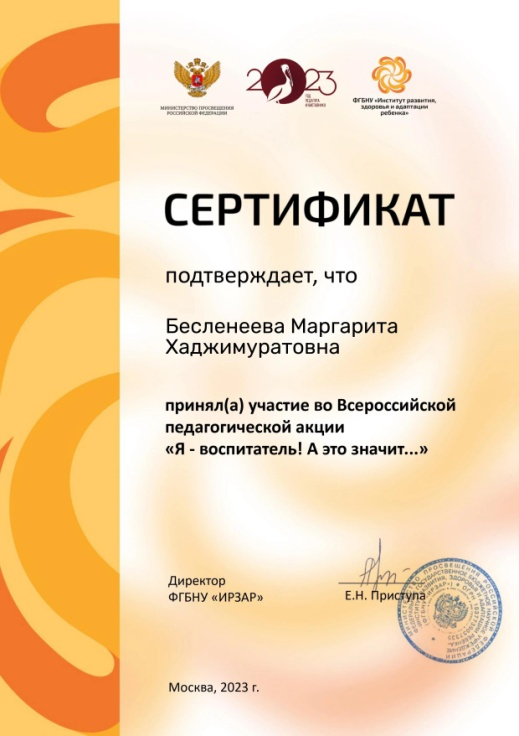 МИНИСТЕРСТВО ПРОСВЕЩЕНИЯ
РОССИЙСКОЙ ФЕДЕРАЦИИ
2023
ГОД
ПЕДАГОГА
И НАСТАВНИКА
ФГБНУ «Институт развития,
здоровья и адаптации
ребенка»
СЕРТИФИКАТ
подтверждает, что
Бесленеева Маргарита
Хаджимуратовна
принял(а) участие во Всероссийской
педагогической акции
«Я - воспитатель! А это значит...»
Директор
ФГБНУ «ИРЗАР»
Е.Н. Приступа
Москва, 2023 г.